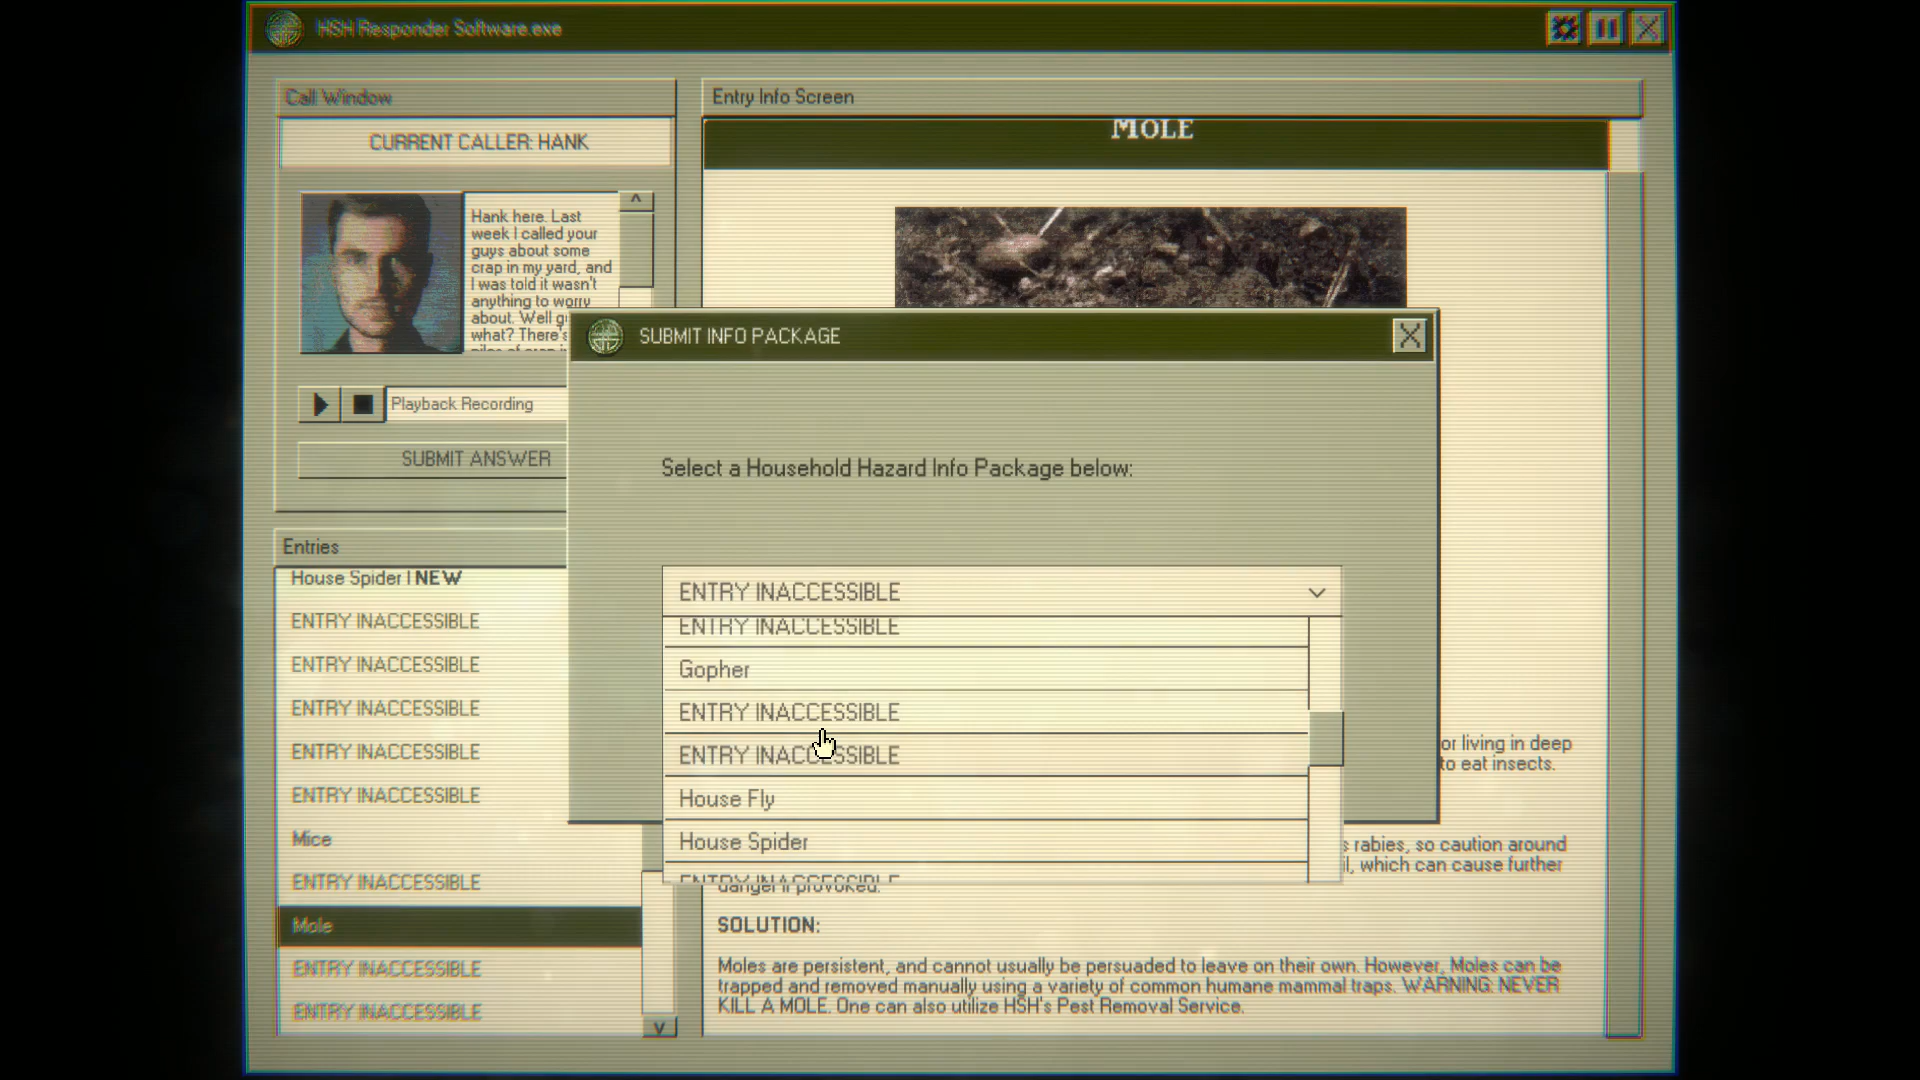 HSH Responder Software.exe
Call Window
CURRENT CALLER: HANK
Hank here. Last
week I called your
guys about some
crap in my yard, and
I was told it wasn't
anything to worry
about. Well
what? There's
Playback Recording
SUBMIT ANSWER
Entries
House Spider | NEW
ENTRY INACCESSIBLE
ENTRY INACCESSIBLE
ENTRY INACCESSIBLE
ENTRY INACCESSIBLE
ENTRY INACCESSIBLE
Mice
ENTRY INACCESSIBLE
Mole
ENTRY INACCESSIBLE
ENTRY INACCESSIBLE
Entry Info Screen
MOLE
SUBMIT INFO PACKAGE
Select a Household Hazard Info Package below:
ENTRY INACCESSIBLE
ENTRY INACCESSIBLE
Gopher
ENTRY INACCESSIBLE
ENTRY INACCESSIBLE
House Fly
House Spider
ENTRY INACCESSIBLE
or living in deep
to eat insects.
rabies, so caution around
which can cause further
danger if provoked.
SOLUTION:
Moles are persistent, and cannot usually be persuaded to leave on their own. However, Moles can be
trapped and removed manually using a variety of common humane mammal traps. WARNING: NEVER
KILL A MOLE. One can also utilize HSH's Pest Removal Service.